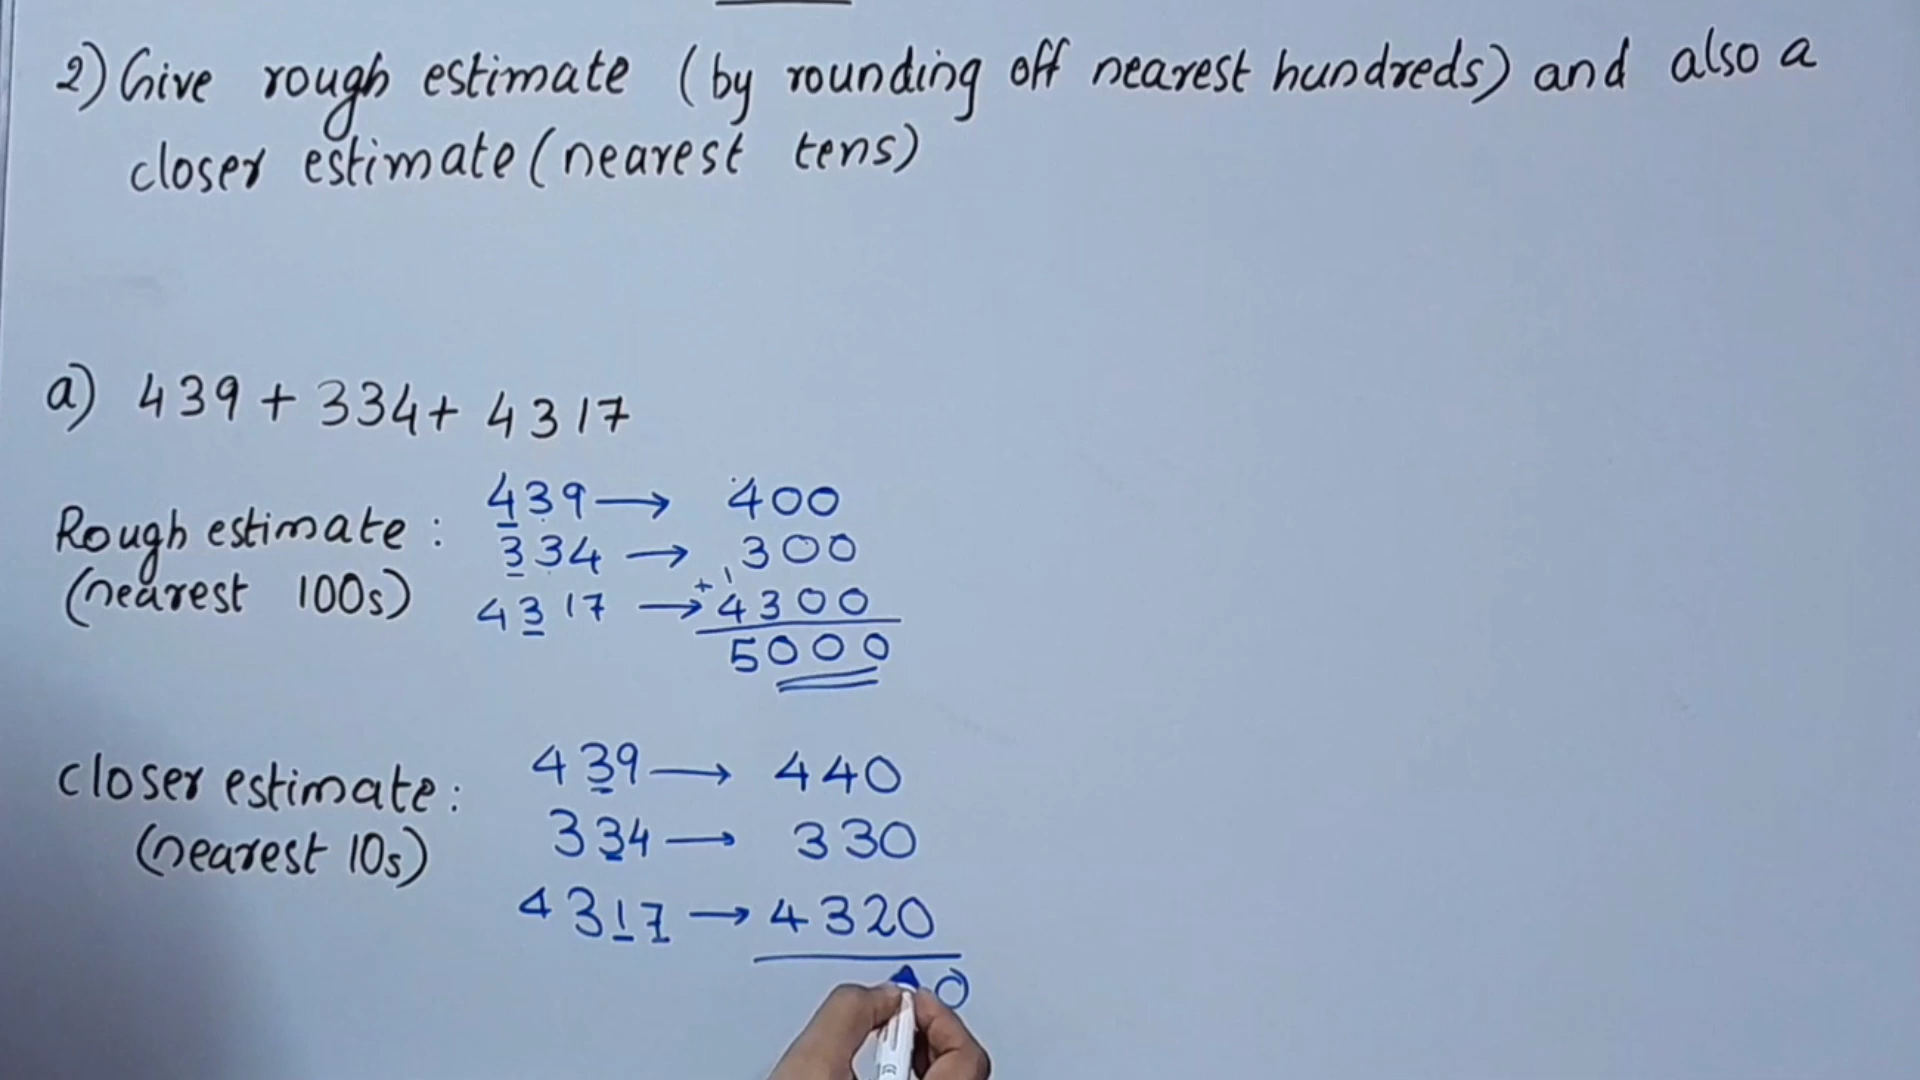 2) Give rough estimate (by rounding off nearest hundreds) and also a
closer estimate (nearest tens)
a) 439 + 334 + 4317
Rough estimate :
(nearest 100s)
439 → 400
334 → 300
1
4317 → + 4300
5000
closer estimate :
(nearest 10s)
439 → 440
334 → 330
4317 → 4320
0